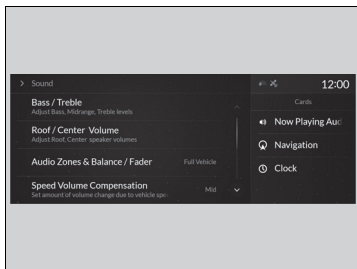 Sound
12:00
Bass / Treble
Adjust Bass, Midrange, Treble levels
Roof / Center Volume
Adjust Roof, Center speaker volumes
Audio Zones & Balance / Fader
Full Vehicle
Speed Volume Compensation
Set amount of volume change due to vehicle spe
Mid
Cards
Now Playing Aud
Navigation
Clock